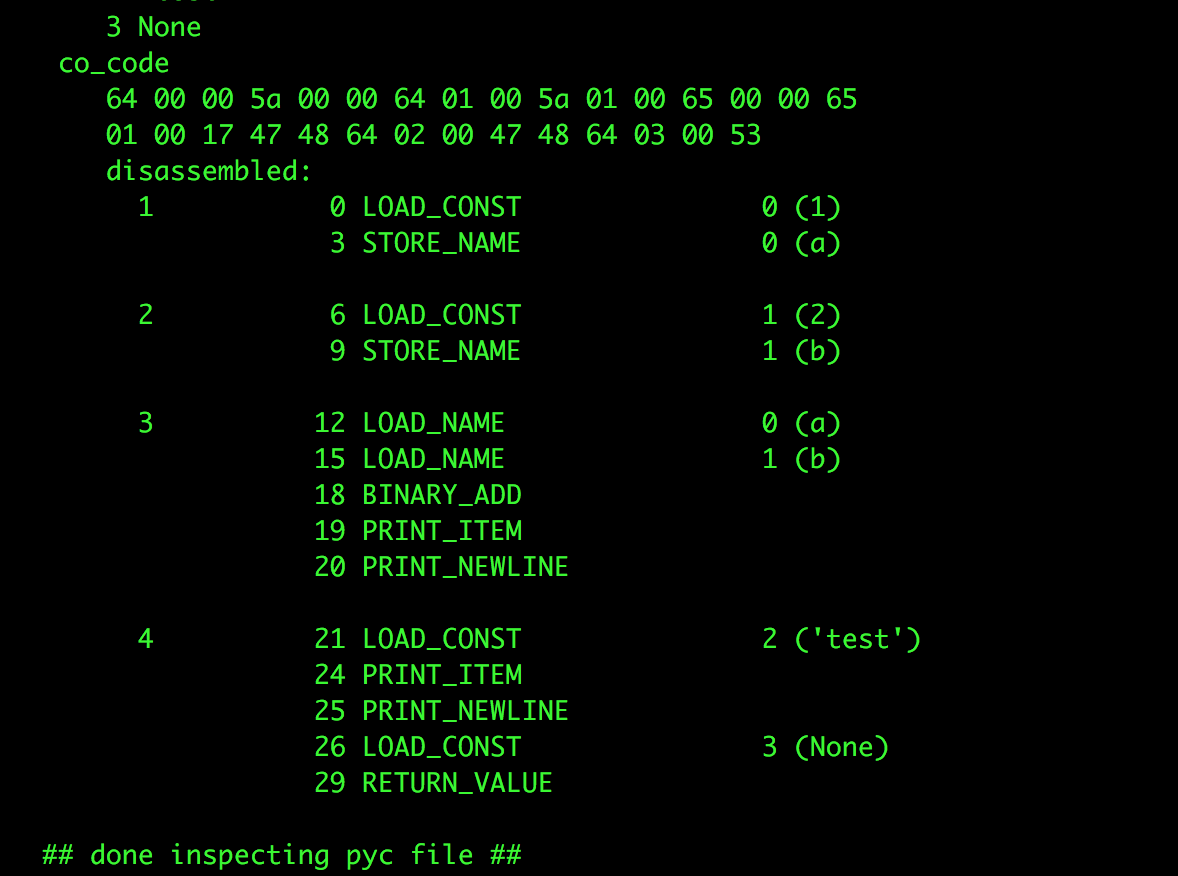 3 None
co_code
64 00 00 5a 00 00 64 01 00 5a 01 00 65 00 00 65
01 00 17 47 48 64 02 00 47 48 64 03 00 53
disassembled:
1 0 LOAD_CONST 0 (1)
3 STORE_NAME 0 (a)
2 6 LOAD_CONST 1 (2)
9 STORE_NAME 1 (b)
3 12 LOAD_NAME 0 (a)
15 LOAD_NAME 1 (b)
18 BINARY_ADD
19 PRINT_ITEM
20 PRINT_NEWLINE
4 21 LOAD_CONST 2 ('test')
24 PRINT_ITEM
25 PRINT_NEWLINE
26 LOAD_CONST 3 (None)
29 RETURN_VALUE
## done inspecting pyc file ##